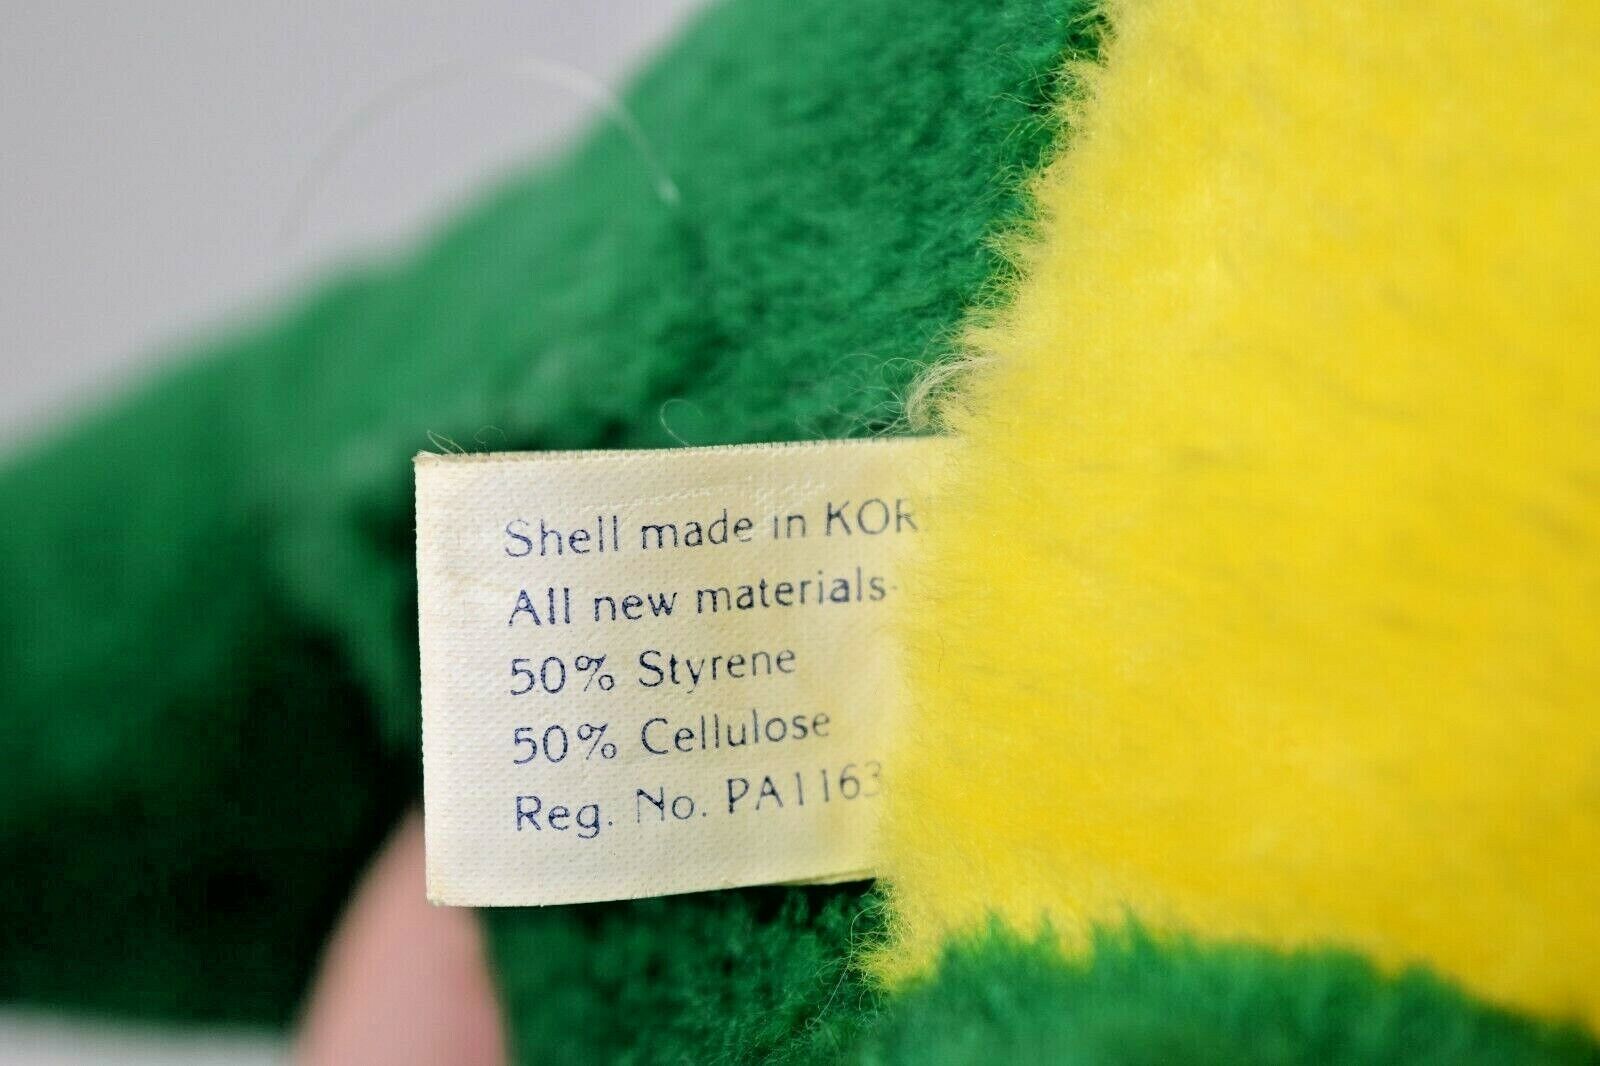 Shell made in KOR
All new materials-
50% Styrene
50% Cellulose
Reg. No. PA1163